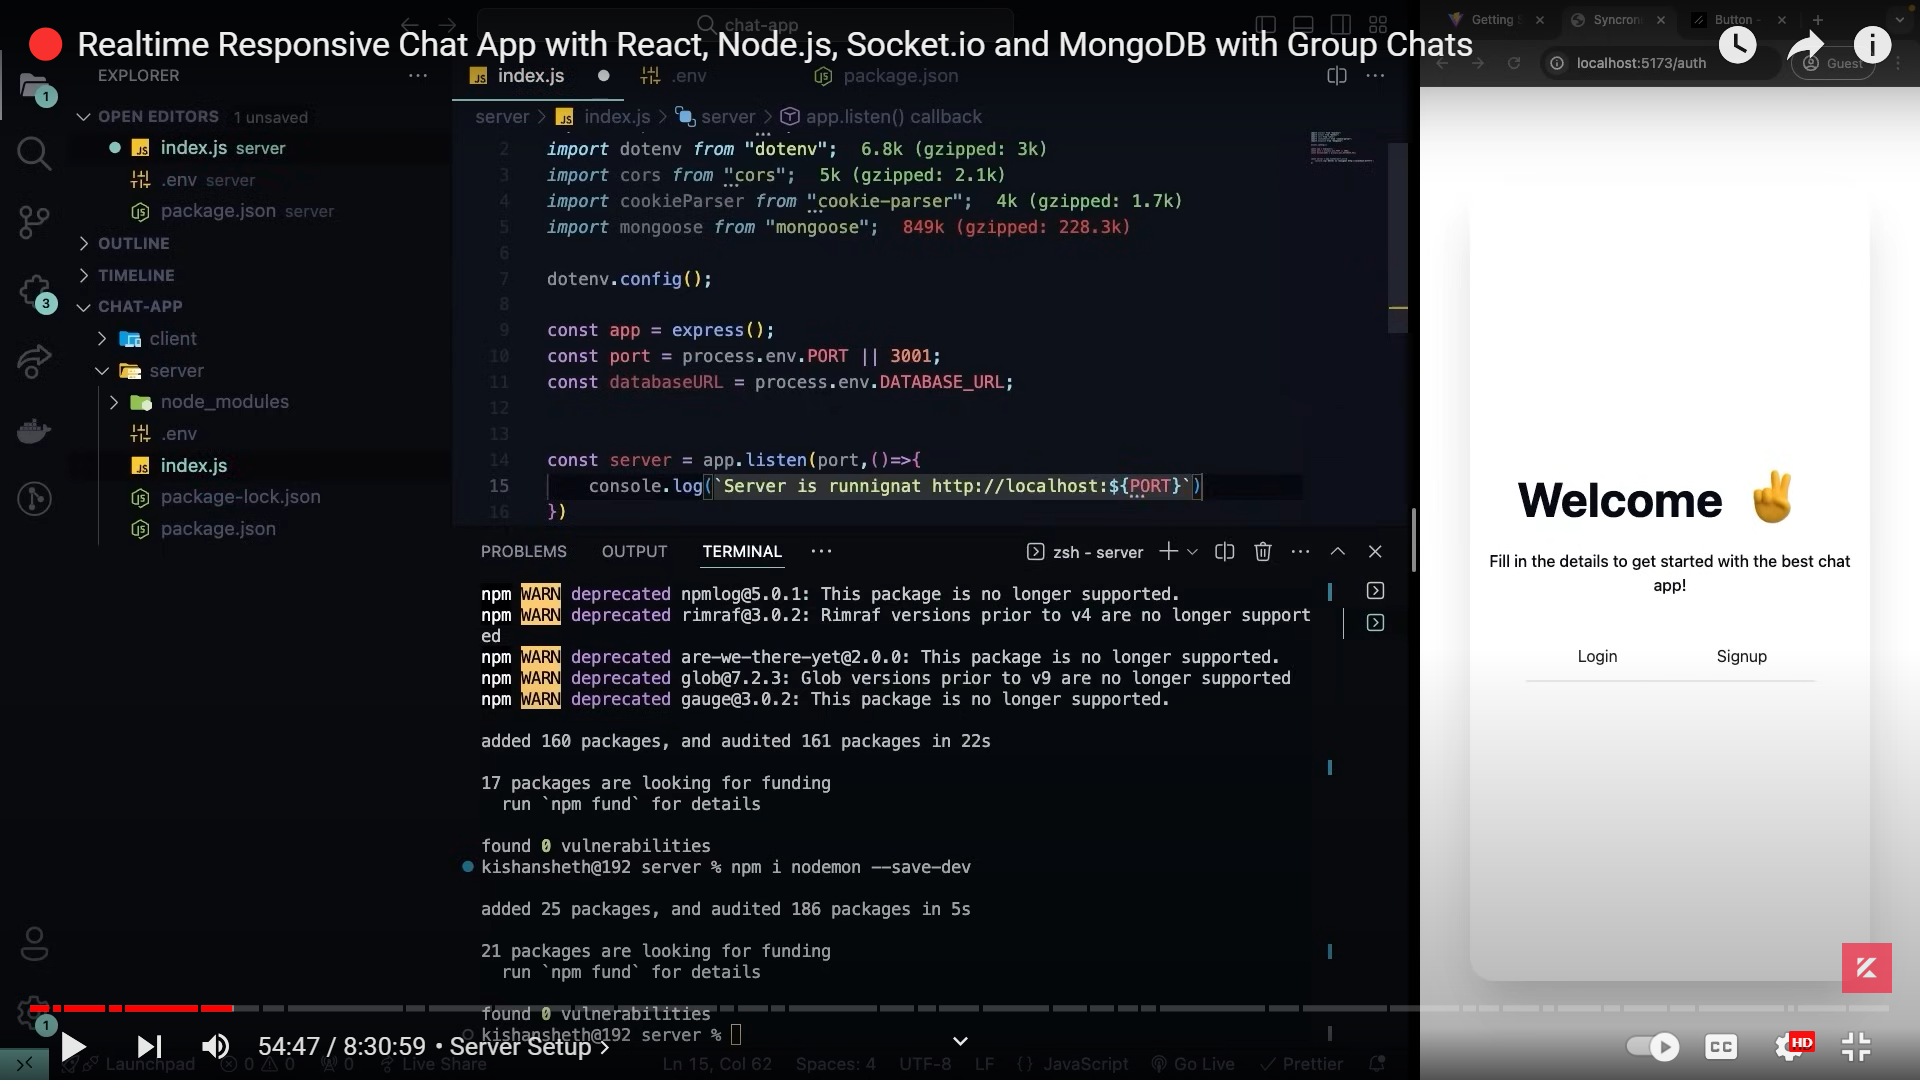 chat-app
Realtime Responsive Chat App with React, Node.js, Socket.io and MongoDB with Group Chats
Getting
Syncron
Button -
localhost:5173/auth
Guest
EXPLORER
index.js
.env
package.json
1
OPEN EDITORS 1 unsaved
index.js server
.env server
package.json server
OUTLINE
TIMELINE
3
CHAT-APP
client
server
node_modules
.env
index.js
package-lock.json
package.json
server > index.js > server > app.listen() callback
2 import dotenv from "dotenv"; 6.8k (gzipped: 3k)
3 import cors from "cors"; 5k (gzipped: 2.1k)
4 import cookieParser from "cookie-parser"; 4k (gzipped: 1.7k)
5 import mongoose from "mongoose"; 849k (gzipped: 228.3k)
6
7 dotenv.config();
8
9 const app = express();
10 const port = process.env.PORT || 3001;
11 const databaseURL = process.env.DATABASE_URL;
12
13
14 const server = app.listen(port,()=>{
15 console.log(`Server is runnignat http://localhost:${PORT}`)
16 })
PROBLEMS OUTPUT TERMINAL ··· zsh - server
npm WARN deprecated npmlog@5.0.1: This package is no longer supported.
npm WARN deprecated rimraf@3.0.2: Rimraf versions prior to v4 are no longer support
ed
npm WARN deprecated are-we-there-yet@2.0.0: This package is no longer supported.
npm WARN deprecated glob@7.2.3: Glob versions prior to v9 are no longer supported
npm WARN deprecated gauge@3.0.2: This package is no longer supported.
added 160 packages, and audited 161 packages in 22s
17 packages are looking for funding
run `npm fund` for details
found 0 vulnerabilities
kishansheth@192 server % npm i nodemon --save-dev
added 25 packages, and audited 186 packages in 5s
21 packages are looking for funding
run `npm fund` for details
found 0 vulnerabilities
kishansheth@192 server %
Welcome
Fill in the details to get started with the best chat
app!
Login Signup
1
54:47 / 8:30:59 • Server Setup >
CC
HD
Launchpad 0 0 0 Live Share Ln 15, Col 62 Spaces: 4 UTF-8 LF {} JavaScript Go Live Prettier